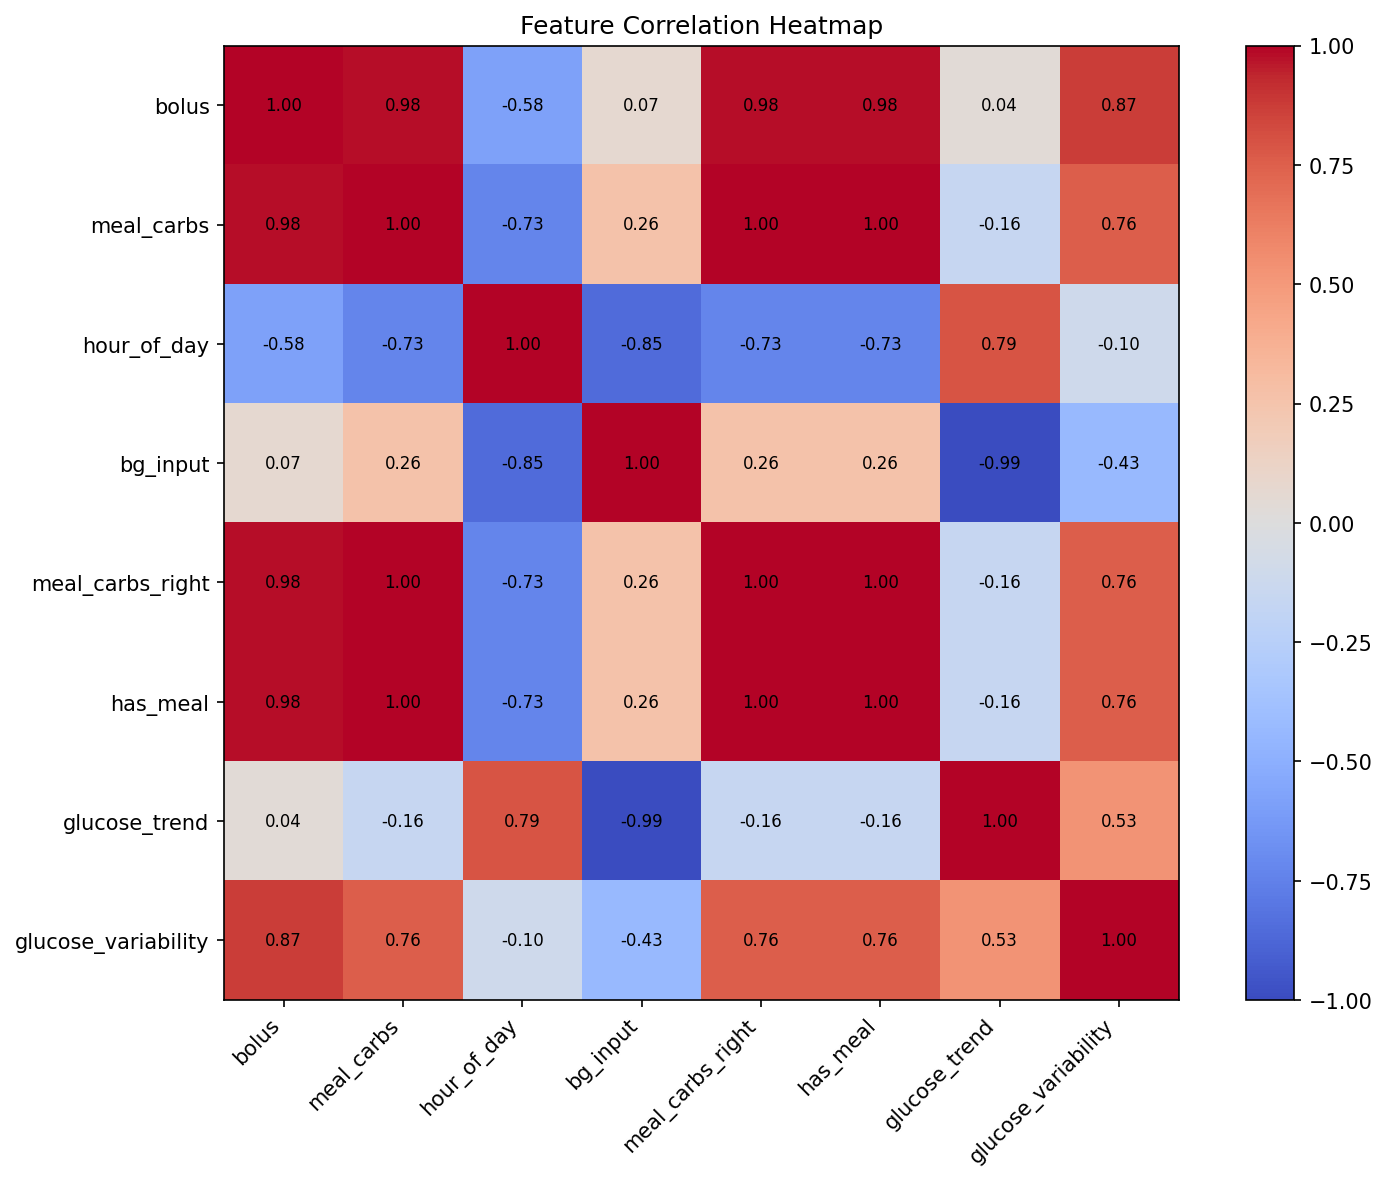 Feature Correlation Heatmap
bolus 1.00 0.98 -0.58 0.07 0.98 0.98 0.04 0.87
meal_carbs 0.98 1.00 -0.73 0.26 1.00 1.00 -0.16 0.76
hour_of_day -0.58 -0.73 1.00 -0.85 -0.73 -0.73 0.79 -0.10
bg_input 0.07 0.26 -0.85 1.00 0.26 0.26 -0.99 -0.43
meal_carbs_right 0.98 1.00 -0.73 0.26 1.00 1.00 -0.16 0.76
has_meal 0.98 1.00 -0.73 0.26 1.00 1.00 -0.16 0.76
glucose_trend 0.04 -0.16 0.79 -0.99 -0.16 -0.16 1.00 0.53
glucose_variability 0.87 0.76 -0.10 -0.43 0.76 0.76 0.53 1.00
bolus
meal_carbs
hour_of_day
bg_input
meal_carbs_right
has_meal
glucose_trend
glucose_variability
1.00
0.75
0.50
0.25
0.00
−0.25
−0.50
−0.75
−1.00